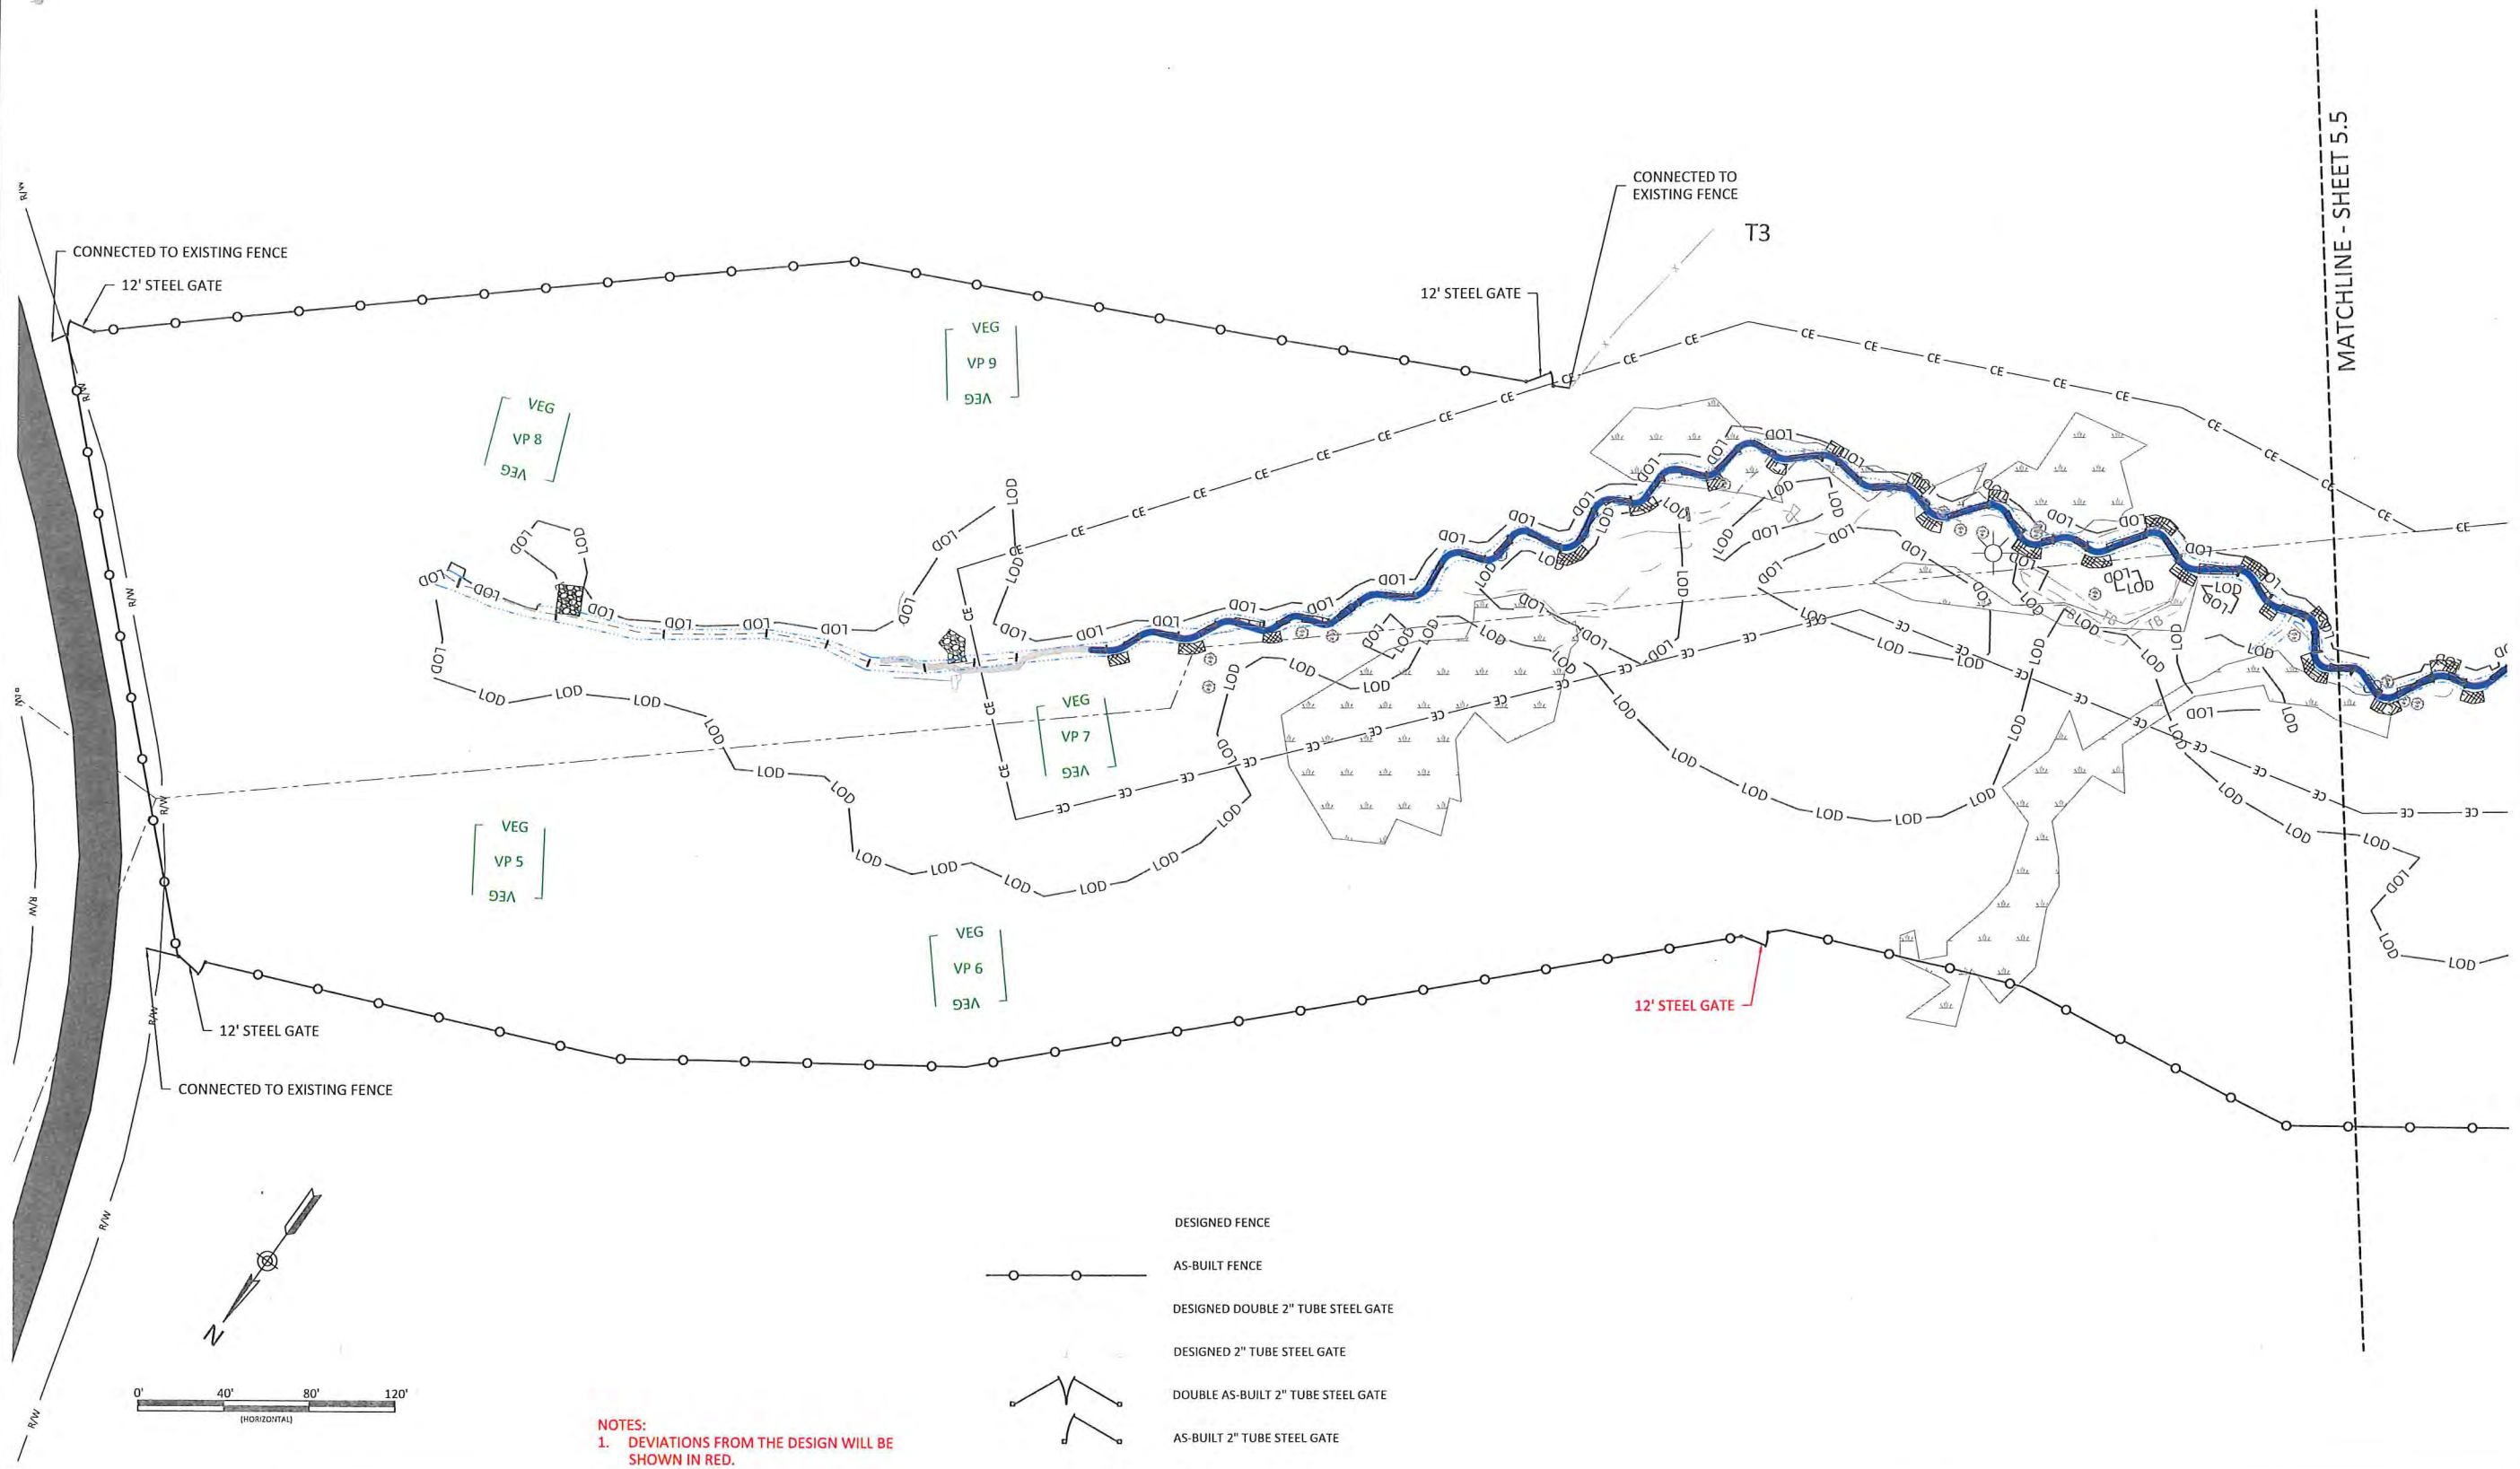 R/W
CONNECTED TO
EXISTING FENCE
T3
MATCHLINE - SHEET 5.5
CONNECTED TO EXISTING FENCE
12' STEEL GATE
12' STEEL GATE
VEG
VP 9
VEG
VEG
VP 8
VEG
CE
LOD
R/W
VEG
VP 7
VEG
TB
TB
VEG
VP 5
VEG
R/W
VEG
VP 6
VEG
12' STEEL GATE
12' STEEL GATE
CONNECTED TO EXISTING FENCE
R/W
N
DESIGNED FENCE
AS-BUILT FENCE
DESIGNED DOUBLE 2" TUBE STEEL GATE
DESIGNED 2" TUBE STEEL GATE
DOUBLE AS-BUILT 2" TUBE STEEL GATE
AS-BUILT 2" TUBE STEEL GATE
0' 40' 80' 120'
(HORIZONTAL)
R/W
NOTES:
1. DEVIATIONS FROM THE DESIGN WILL BE
SHOWN IN RED.